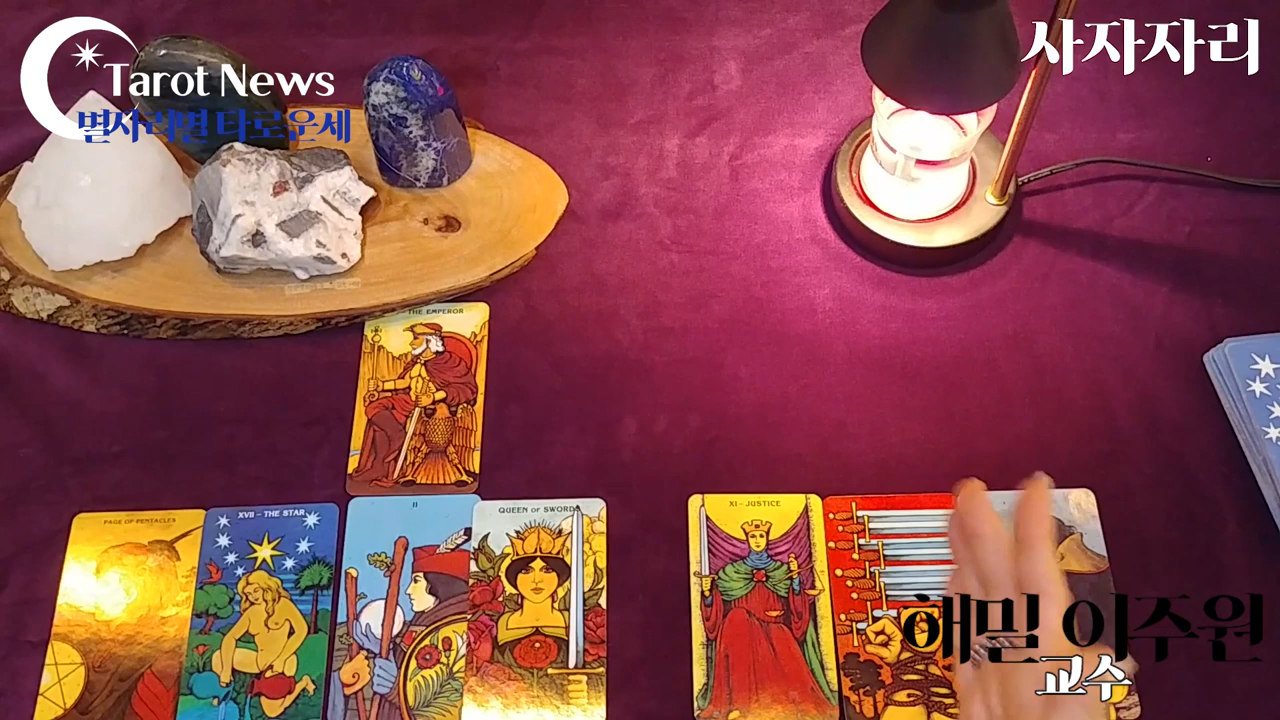 Tarot News
별자리별 타로운세
사자자리
THE EMPEROR
PAGE OF PENTACLES
XVII – THE STAR
II
QUEEN OF SWORDS
XI – JUSTICE
해밀 이주원
교수